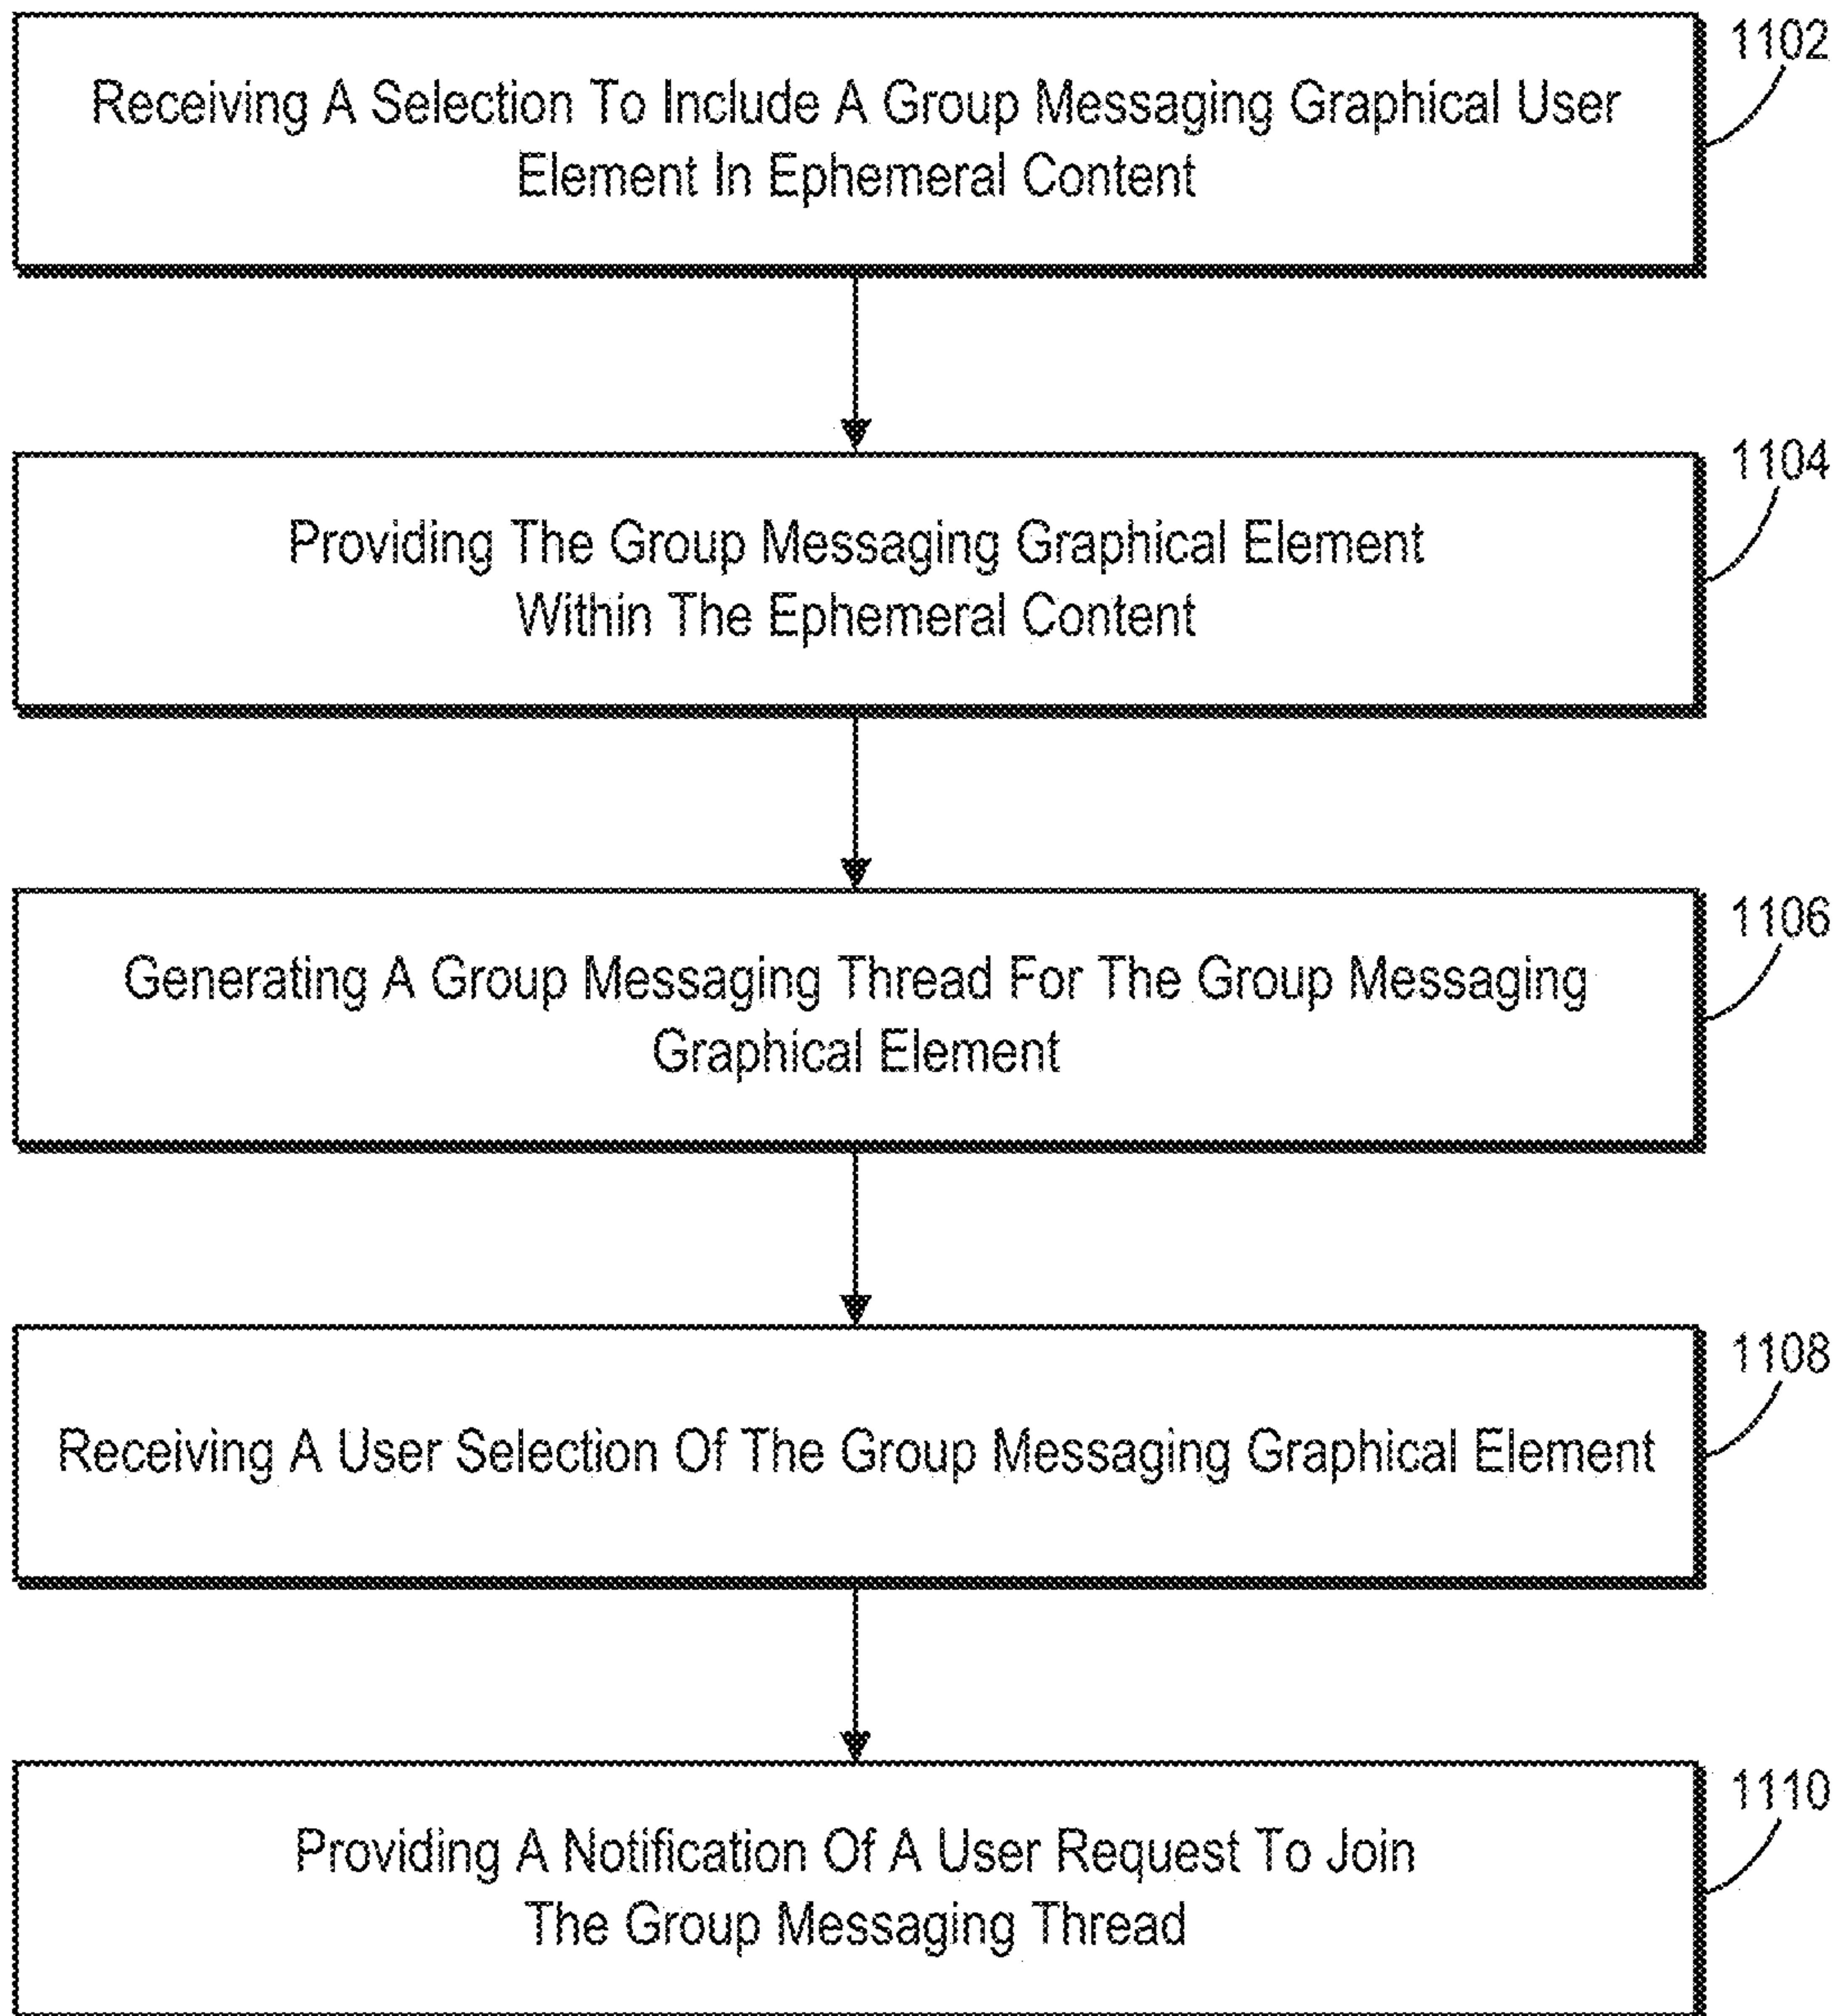 1102
Receiving A Selection To Include A Group Messaging Graphical User
Element In Ephemeral Content
1104
Providing The Group Messaging Graphical Element
Within The Ephemeral Content
1106
Generating A Group Messaging Thread For The Group Messaging
Graphical Element
1108
Receiving A User Selection Of The Group Messaging Graphical Element
1110
Providing A Notification Of A User Request To Join
The Group Messaging Thread